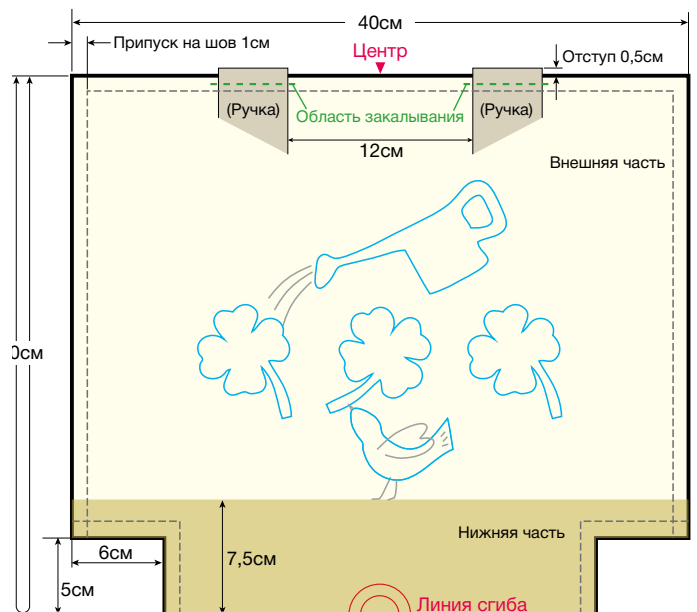 40см
Припуск на шов 1см
Центр
Отступ 0,5см
(Ручка)
Область закалывания
(Ручка)
12см
Внешняя часть
0см
Нижняя часть
6см
7,5см
5см
Линия сгиба